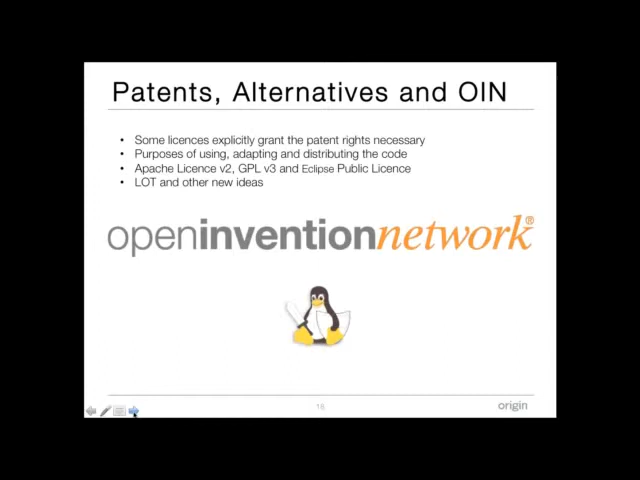 Patents, Alternatives and OIN
• Some licences explicitly grant the patent rights necessary
• Purposes of using, adapting and distributing the code
• Apache Licence v2, GPL v3 and Eclipse Public Licence
• LOT and other new ideas
openinventionnetwork®
origin